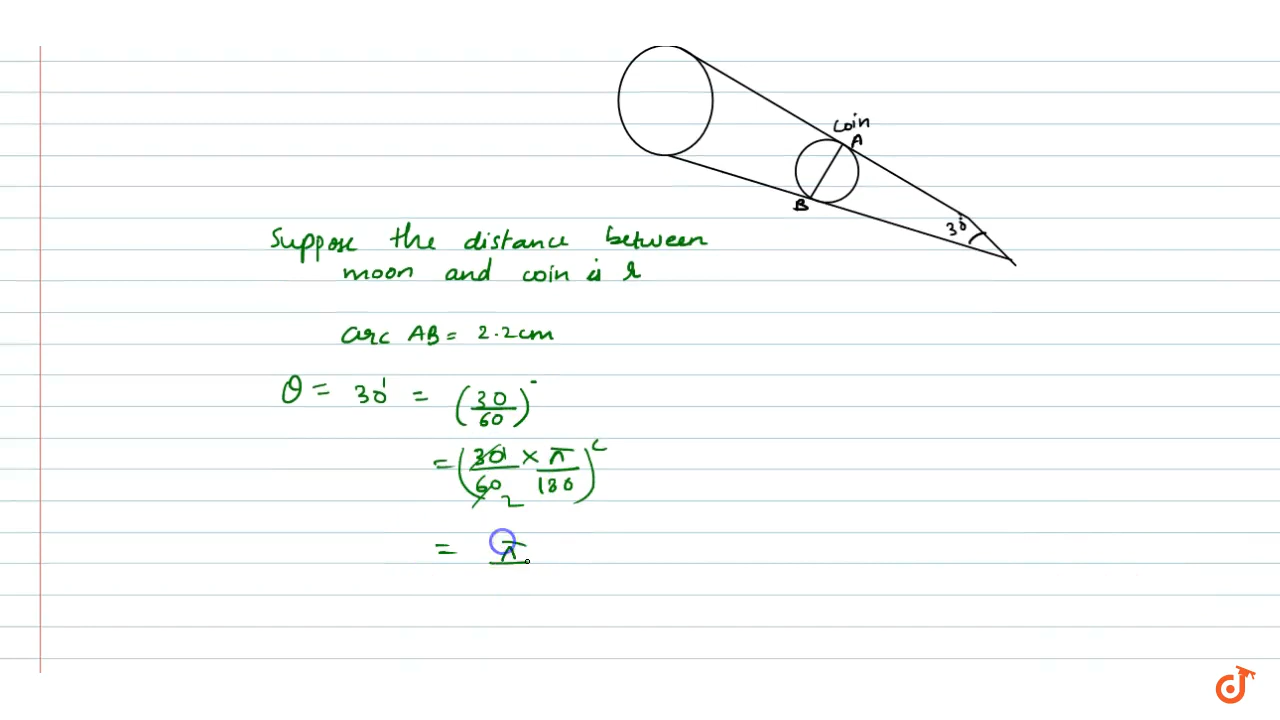 coin
A
B
30'
Suppose the distance between
moon and coin is r
arc AB = 2.2cm
θ = 30' = (30/60)°
= (30/60 2 × π/180)ᶜ
= π